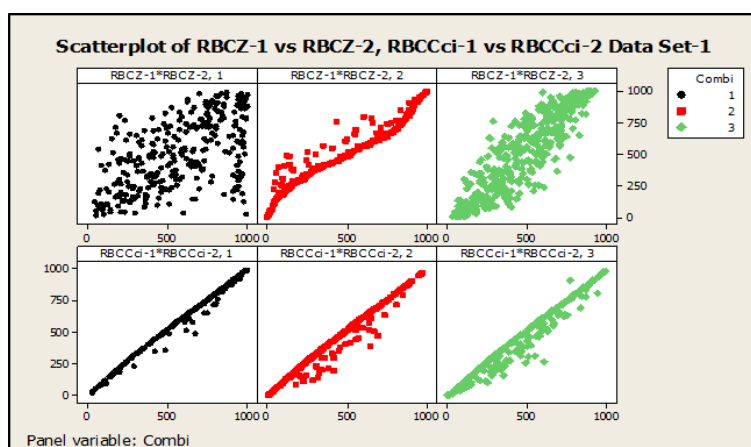 Scatterplot of RBCZ-1 vs RBCZ-2, RBCCci-1 vs RBCCci-2 Data Set-1
RBCZ-1*RBCZ-2, 1
RBCZ-1*RBCZ-2, 2
RBCZ-1*RBCZ-2, 3
Combi
1
2
3
1000
750
500
250
0
0 500 1000 0 500 1000 0 500 1000
RBCCci-1*RBCCci-2, 1
RBCCci-1*RBCCci-2, 2
RBCCci-1*RBCCci-2, 3
1000
750
500
250
0
0 500 1000 0 500 1000 0 500 1000
Panel variable: Combi